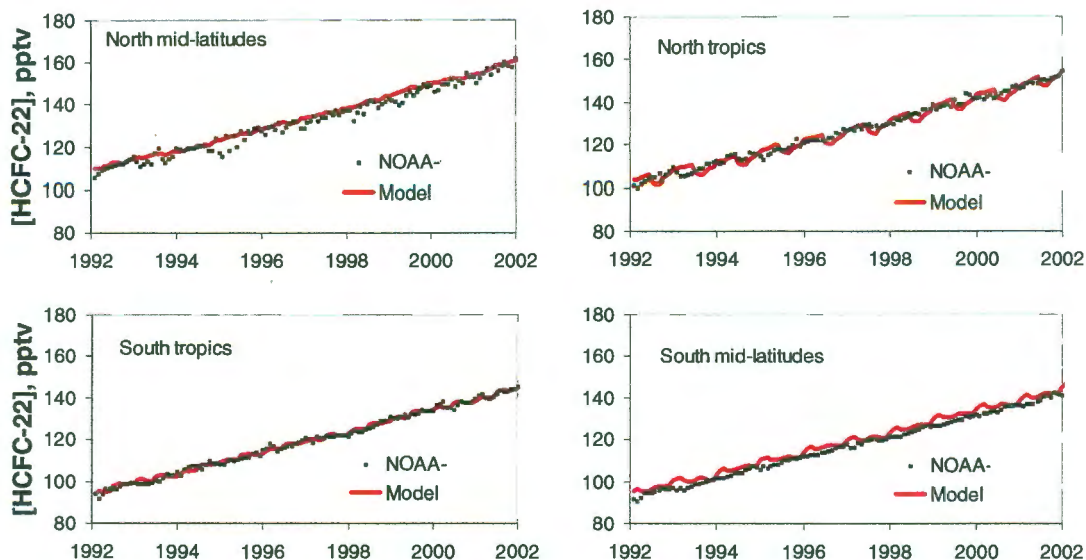 180
160
140
120
100
80
[HCFC-22], pptv
North mid-latitudes
NOAA-
Model
1992 1994 1996 1998 2000 2002
180
160
140
120
100
80
North tropics
NOAA-
Model
1992 1994 1996 1998 2000 2002
180
160
140
120
100
80
[HCFC-22], pptv
South tropics
NOAA-
Model
1992 1994 1996 1998 2000 2002
180
160
140
120
100
80
South mid-latitudes
NOAA-
Model
1992 1994 1996 1998 2000 2002